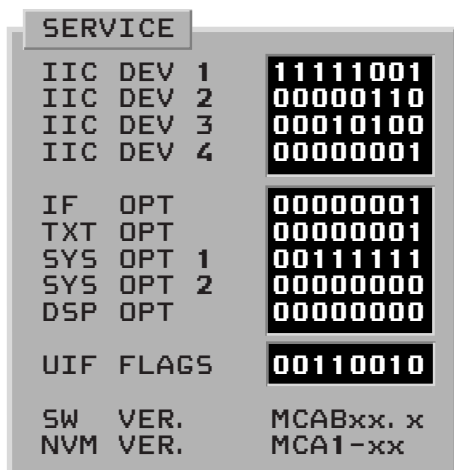 SERVICE
IIC DEV 1 11111001
IIC DEV 2 00000110
IIC DEV 3 00010100
IIC DEV 4 00000001
IF OPT 00000001
TXT OPT 00000001
SYS OPT 1 00111111
SYS OPT 2 00000000
DSP OPT 00000000
UIF FLAGS 00110010
SW VER. MCABxx. x
NVM VER. MCA1-xx